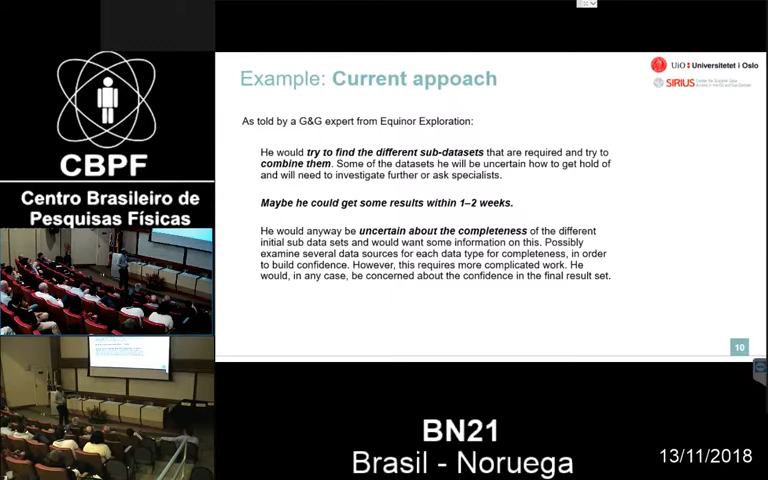 CBPF
Centro Brasileiro de
Pesquisas Físicas
Example: Current appoach
UiO Universitetet i Oslo
SIRIUS
As told by a G&G expert from Equinor Exploration:
He would try to find the different sub-datasets that are required and try to
combine them. Some of the datasets he will be uncertain how to get hold of
and will need to investigate further or ask specialists.
Maybe he could get some results within 1–2 weeks.
He would anyway be uncertain about the completeness of the different
initial sub data sets and would want some information on this. Possibly
examine several data sources for each data type for completeness, in order
to build confidence. However, this requires more complicated work. He
would, in any case, be concerned about the confidence in the final result set.
10
BN21
Brasil - Noruega
13/11/2018